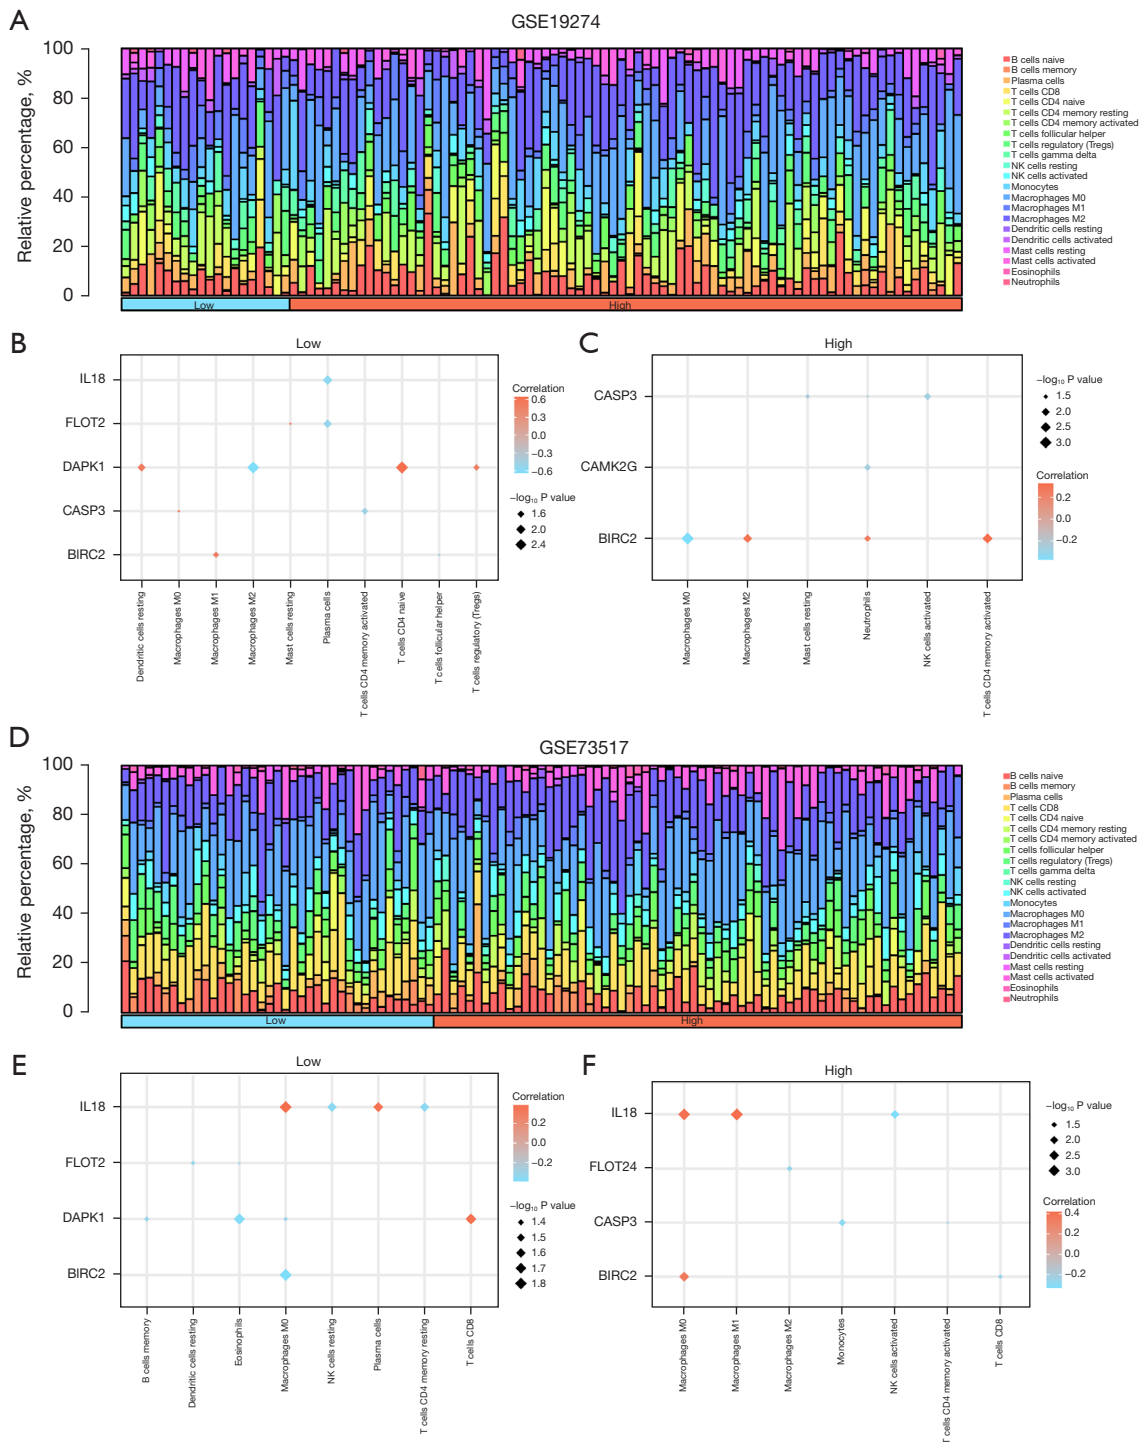 A
GSE19274
Relative percentage, %
100
80
60
40
20
0
Low
High
B cells naive
B cells memory
Plasma cells
T cells CD8
T cells CD4 naive
T cells CD4 memory resting
T cells CD4 memory activated
T cells follicular helper
T cells regulatory (Tregs)
T cells gamma delta
NK cells resting
NK cells activated
Monocytes
Macrophages M0
Macrophages M1
Macrophages M2
Dendritic cells resting
Dendritic cells activated
Mast cells resting
Mast cells activated
Eosinophils
Neutrophils
B
Low
IL18
FLOT2
DAPK1
CASP3
BIRC2
Dendritic cells resting
Macrophages M0
Macrophages M1
Macrophages M2
Mast cells resting
Plasma cells
T cells CD4 memory activated
T cells CD4 naive
T cells follicular helper
T cells regulatory (Tregs)
Correlation
0.6
0.3
0.0
−0.3
−0.6
−log10 P value
1.6
2.0
2.4
C
High
CASP3
CAMK2G
BIRC2
Macrophages M0
Macrophages M2
Mast cells resting
Neutrophils
NK cells activated
T cells CD4 memory activated
−log10 P value
1.5
2.0
2.5
3.0
Correlation
0.2
0.0
−0.2
D
GSE73517
Relative percentage, %
100
80
60
40
20
0
Low
High
B cells naive
B cells memory
Plasma cells
T cells CD8
T cells CD4 naive
T cells CD4 memory resting
T cells CD4 memory activated
T cells follicular helper
T cells regulatory (Tregs)
T cells gamma delta
NK cells resting
NK cells activated
Monocytes
Macrophages M0
Macrophages M1
Macrophages M2
Dendritic cells resting
Dendritic cells activated
Mast cells resting
Mast cells activated
Eosinophils
Neutrophils
E
Low
IL18
FLOT2
DAPK1
BIRC2
B cells memory
Dendritic cells resting
Eosinophils
Macrophages M0
NK cells resting
Plasma cells
T cells CD4 memory resting
T cells CD8
Correlation
0.2
0.0
−0.2
−log10 P value
1.4
1.5
1.6
1.7
1.8
F
High
IL18
FLOT24
CASP3
BIRC2
Macrophages M0
Macrophages M1
Macrophages M2
Monocytes
NK cells activated
T cells CD4 memory activated
T cells CD8
−log10 P value
1.5
2.0
2.5
3.0
Correlation
0.4
0.2
0.0
−0.2